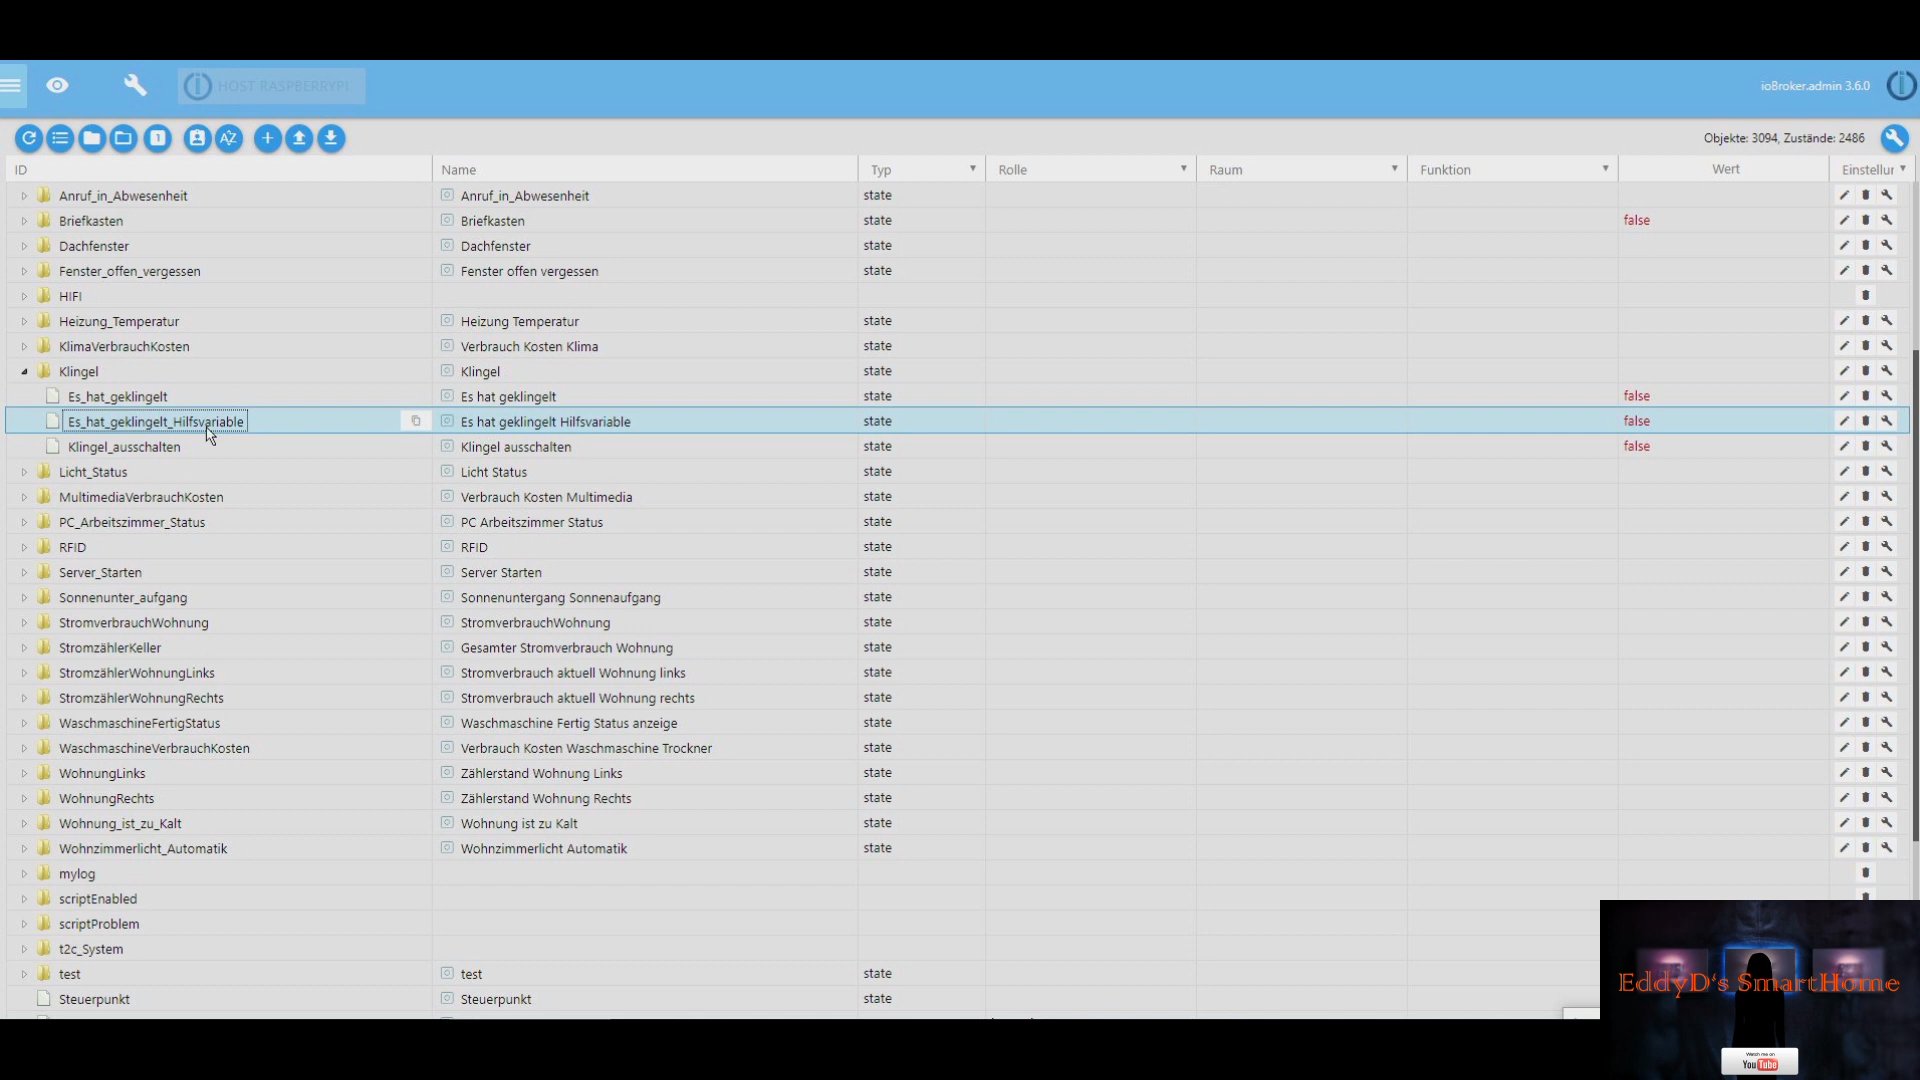 HOST RASPBERRYPI
ioBroker.admin 3.6.0
Objekte: 3094, Zustände: 2486
ID Name Typ Rolle Raum Funktion Wert Einstellur
Anruf_in_Abwesenheit Anruf_in_Abwesenheit state
Briefkasten Briefkasten state false
Dachfenster Dachfenster state
Fenster_offen_vergessen Fenster offen vergessen state
HIFI
Heizung_Temperatur Heizung Temperatur state
KlimaVerbrauchKosten Verbrauch Kosten Klima state
Klingel Klingel state
Es_hat_geklingelt Es hat geklingelt state false
Es_hat_geklingelt_Hilfsvariable Es hat geklingelt Hilfsvariable state false
Klingel_ausschalten Klingel ausschalten state false
Licht_Status Licht Status state
MultimediaVerbrauchKosten Verbrauch Kosten Multimedia state
PC_Arbeitszimmer_Status PC Arbeitszimmer Status state
RFID RFID state
Server_Starten Server Starten state
Sonnenunter_aufgang Sonnenuntergang Sonnenaufgang state
StromverbrauchWohnung StromverbrauchWohnung state
StromzählerKeller Gesamter Stromverbrauch Wohnung state
StromzählerWohnungLinks Stromverbrauch aktuell Wohnung links state
StromzählerWohnungRechts Stromverbrauch aktuell Wohnung rechts state
WaschmaschineFertigStatus Waschmaschine Fertig Status anzeige state
WaschmaschineVerbrauchKosten Verbrauch Kosten Waschmaschine Trockner state
WohnungLinks Zählerstand Wohnung Links state
WohnungRechts Zählerstand Wohnung Rechts state
Wohnung_ist_zu_Kalt Wohnung ist zu Kalt state
Wohnzimmerlicht_Automatik Wohnzimmerlicht Automatik state
mylog
scriptEnabled
scriptProblem
t2c_System
test test state
Steuerpunkt Steuerpunkt state
EddyD's SmartHome
Watch me on
YouTube